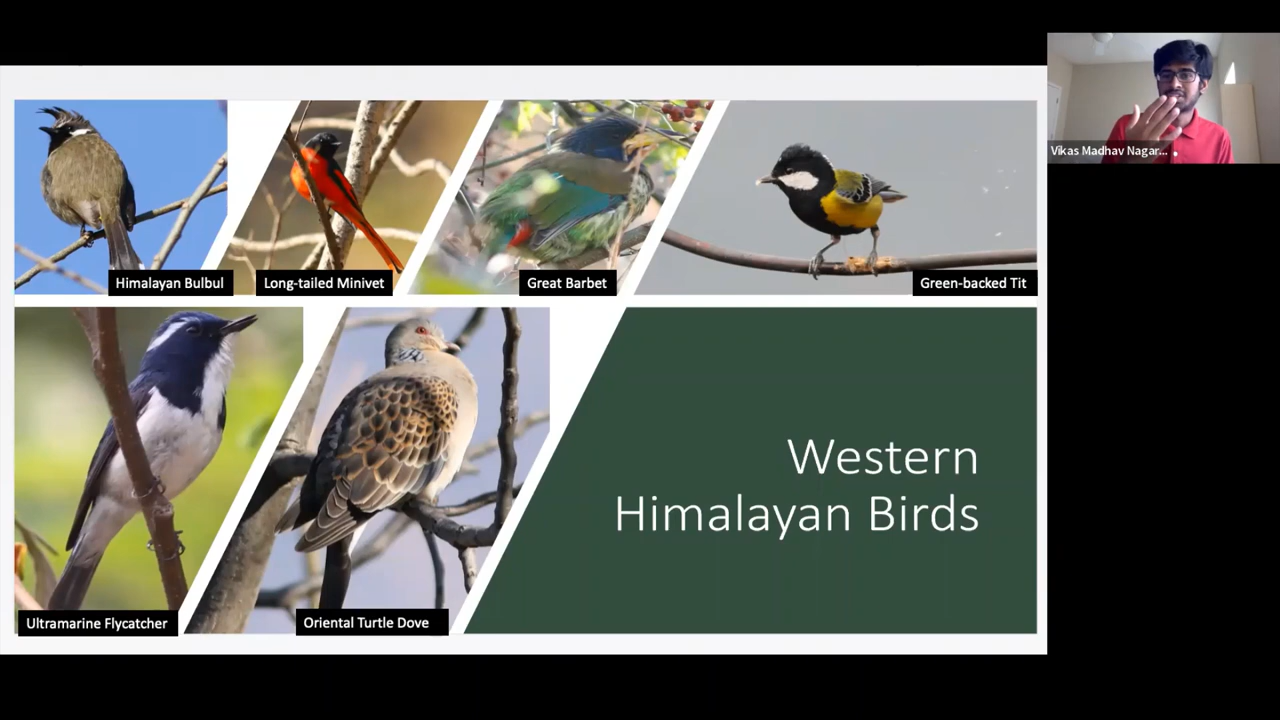 Vikas Madhav Nagar...
Himalayan Bulbul
Long-tailed Minivet
Great Barbet
Green-backed Tit
Western
Himalayan Birds
Ultramarine Flycatcher
Oriental Turtle Dove